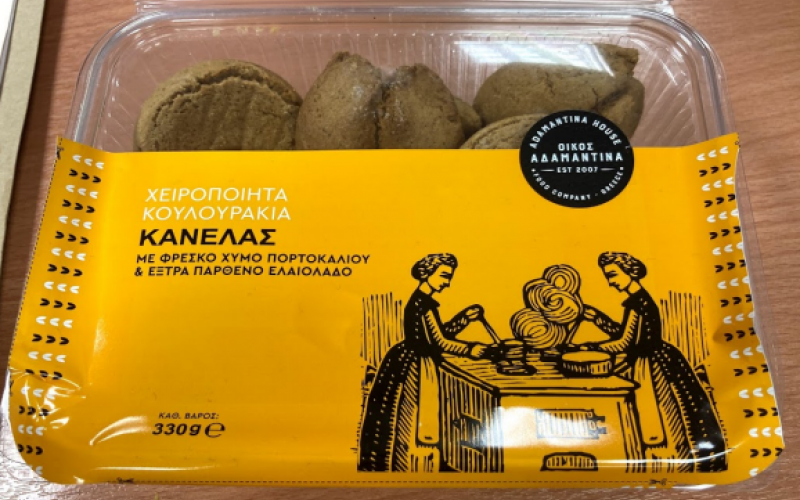 ADAMANTINA HOUSE
ΟΙΚΟΣ
ΑΔΑΜΑΝΤΙΝΑ
EST 2007
FOOD COMPANY - GREECE
ΧΕΙΡΟΠΟΙΗΤΑ
ΚΟΥΛΟΥΡΑΚΙΑ
ΚΑΝΕΛΑΣ
ΜΕ ΦΡΕΣΚΟ ΧΥΜΟ ΠΟΡΤΟΚΑΛΙΟΥ
& ΕΞΤΡΑ ΠΑΡΘΕΝΟ ΕΛΑΙΟΛΑΔΟ
ΚΑΘ. ΒΑΡΟΣ:
330g℮